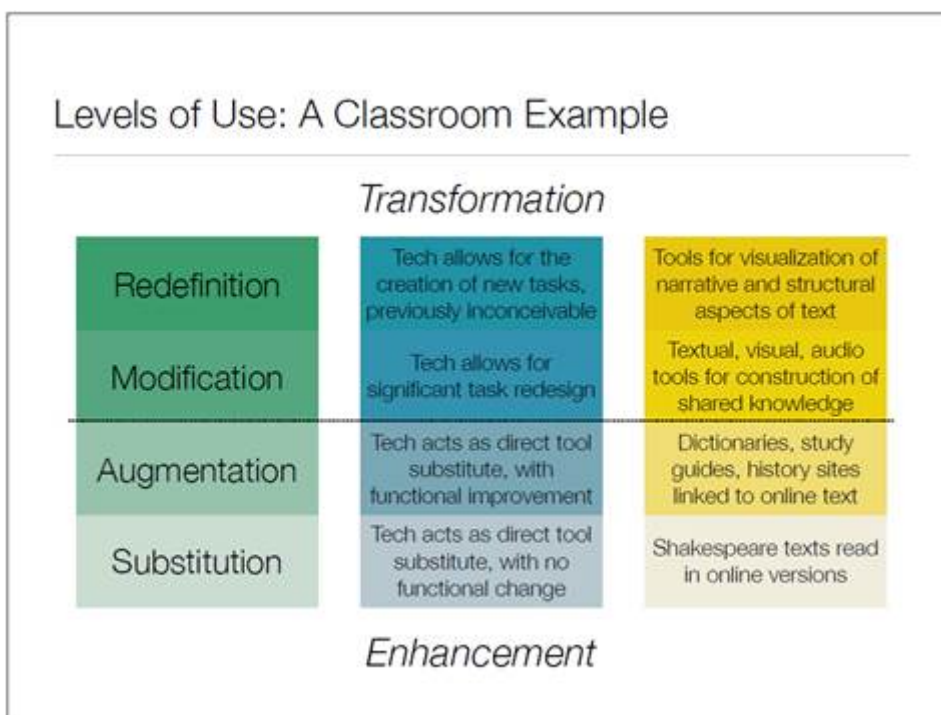 Levels of Use: A Classroom Example
Transformation
Redefinition
Tech allows for the
creation of new tasks,
previously inconceivable
Tools for visualization of
narrative and structural
aspects of text
Modification
Tech allows for
significant task redesign
Textual, visual, audio
tools for construction of
shared knowledge
Augmentation
Tech acts as direct tool
substitute, with
functional improvement
Dictionaries, study
guides, history sites
linked to online text
Substitution
Tech acts as direct tool
substitute, with no
functional change
Shakespeare texts read
in online versions
Enhancement